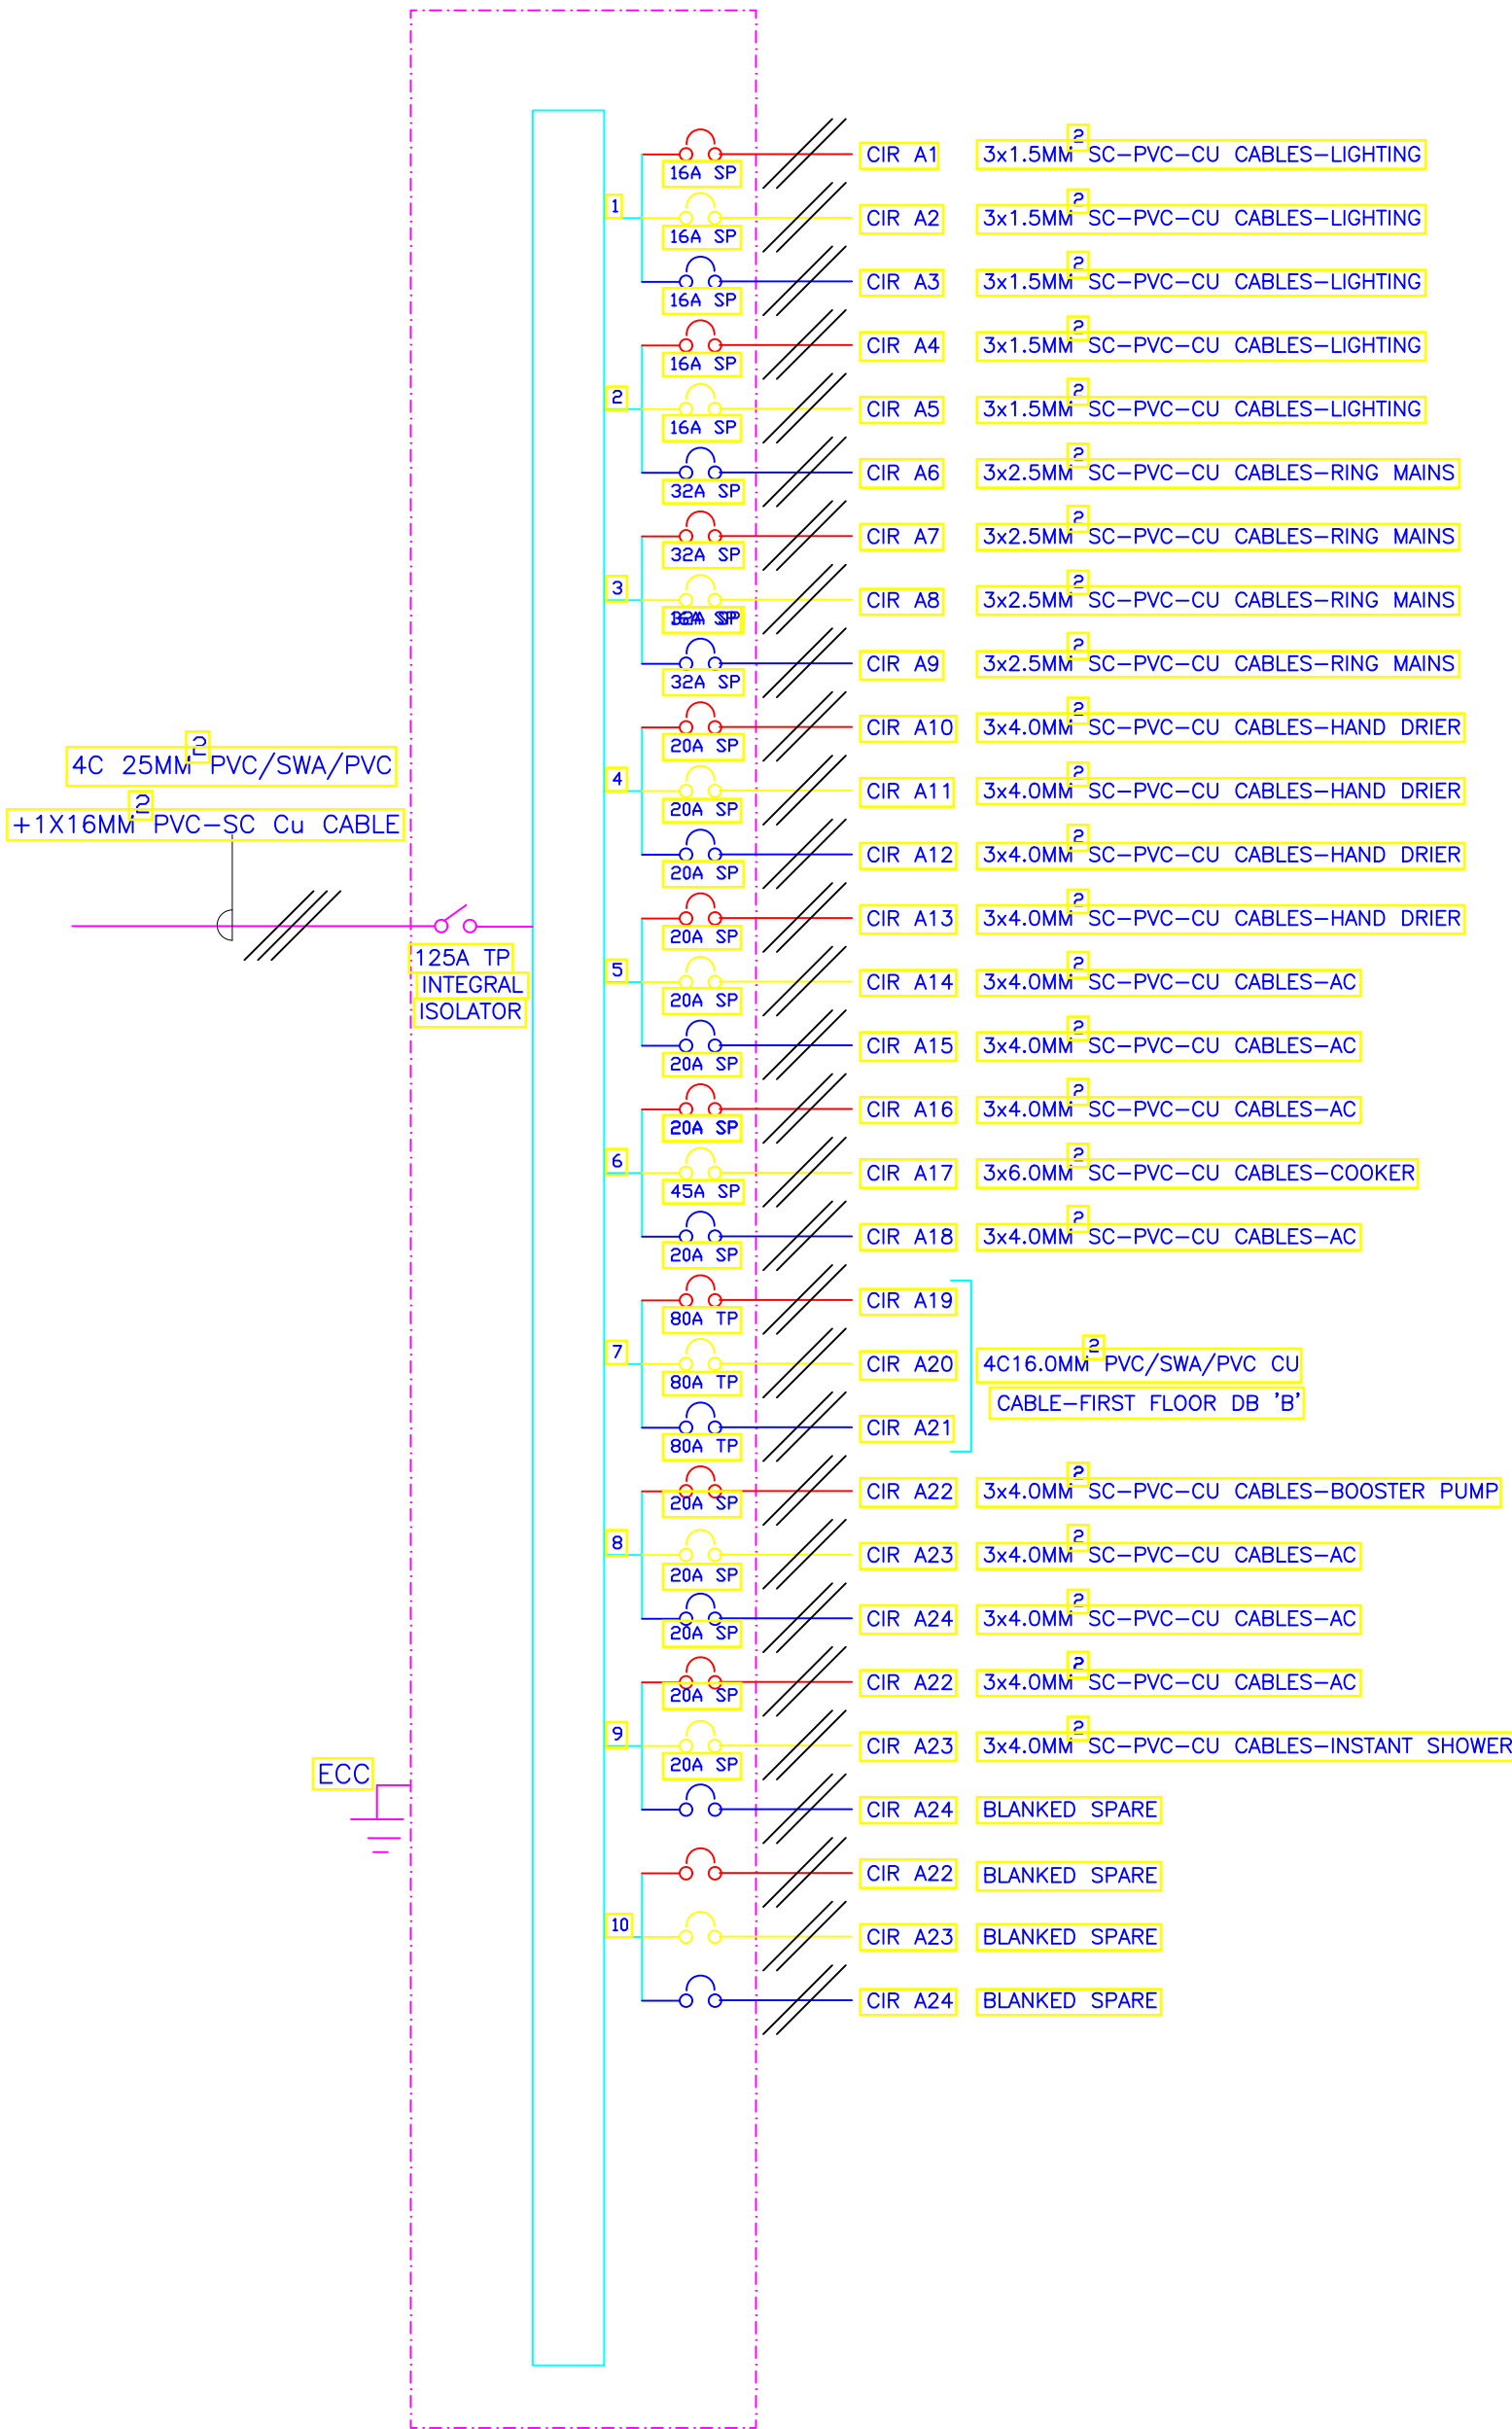 CIR A1 3x1.5MM² SC-PVC-CU CABLES-LIGHTING
16A SP
1
CIR A2 3x1.5MM² SC-PVC-CU CABLES-LIGHTING
16A SP
CIR A3 3x1.5MM² SC-PVC-CU CABLES-LIGHTING
16A SP
CIR A4 3x1.5MM² SC-PVC-CU CABLES-LIGHTING
16A SP
2
CIR A5 3x1.5MM² SC-PVC-CU CABLES-LIGHTING
16A SP
CIR A6 3x2.5MM² SC-PVC-CU CABLES-RING MAINS
32A SP
CIR A7 3x2.5MM² SC-PVC-CU CABLES-RING MAINS
32A SP
3
CIR A8 3x2.5MM² SC-PVC-CU CABLES-RING MAINS
CIR A9 3x2.5MM² SC-PVC-CU CABLES-RING MAINS
32A SP
CIR A10 3x4.0MM² SC-PVC-CU CABLES-HAND DRIER
20A SP
4C 25MM² PVC/SWA/PVC
+1X16MM² PVC-SC Cu CABLE
4
CIR A11 3x4.0MM² SC-PVC-CU CABLES-HAND DRIER
20A SP
CIR A12 3x4.0MM² SC-PVC-CU CABLES-HAND DRIER
20A SP
CIR A13 3x4.0MM² SC-PVC-CU CABLES-HAND DRIER
20A SP
125A TP
INTEGRAL
ISOLATOR
5
CIR A14 3x4.0MM² SC-PVC-CU CABLES-AC
20A SP
CIR A15 3x4.0MM² SC-PVC-CU CABLES-AC
20A SP
CIR A16 3x4.0MM² SC-PVC-CU CABLES-AC
20A SP
6
CIR A17 3x6.0MM² SC-PVC-CU CABLES-COOKER
45A SP
CIR A18 3x4.0MM² SC-PVC-CU CABLES-AC
20A SP
CIR A19
80A TP
7
CIR A20 4C16.0MM² PVC/SWA/PVC CU
80A TP
CABLE-FIRST FLOOR DB 'B'
CIR A21
80A TP
CIR A22 3x4.0MM² SC-PVC-CU CABLES-BOOSTER PUMP
20A SP
8
CIR A23 3x4.0MM² SC-PVC-CU CABLES-AC
20A SP
CIR A24 3x4.0MM² SC-PVC-CU CABLES-AC
20A SP
CIR A22 3x4.0MM² SC-PVC-CU CABLES-AC
20A SP
9
CIR A23 3x4.0MM² SC-PVC-CU CABLES-INSTANT SHOWER
20A SP
ECC
CIR A24 BLANKED SPARE
CIR A22 BLANKED SPARE
10
CIR A23 BLANKED SPARE
CIR A24 BLANKED SPARE